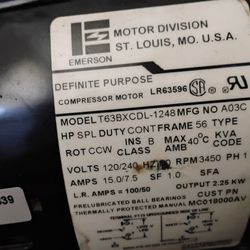 MOTOR DIVISION
ST. LOUIS, MO. U.S.A.
EMERSON
DEFINITE PURPOSE
COMPRESSOR MOTOR LR63596
MODEL T63BXCDL-1248 MFG NO A03C
HP SPL DUTY CONT FRAME 56 TYPE
ROT CCW INS CL B MAX AMB 40°C KVA CODE
VOLTS 120/240 HZ 60 RPM 3450 PH 1
AMPS 15.0/7.5 SF 1.0 SFA
L.R. AMPS = 100/50 OUTPUT 2.25 KW
PRELUBRICATED BALL BEARINGS CUST PN
THERMALLY PROTECTED MANUAL MC018000AV
639